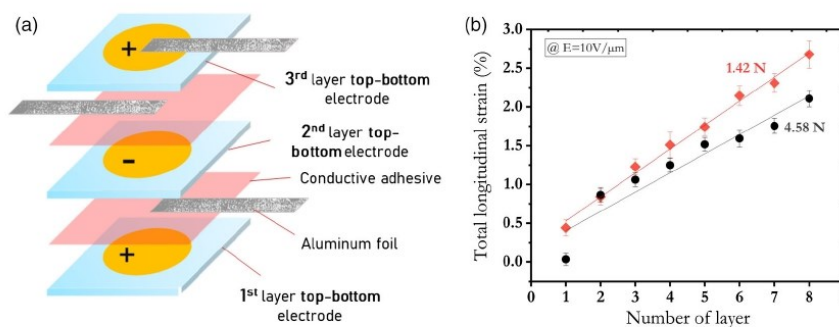 (a)
+
3rd layer top-bottom
electrode
-
2nd layer top-
bottom electrode
Conductive adhesive
Aluminum foil
+
1st layer top-bottom
electrode
(b)
Total longitudinal strain (%)
3.0
2.5
2.0
1.5
1.0
0.5
0.0
@ E=10V/µm
1.42 N
4.58 N
0 1 2 3 4 5 6 7 8
Number of layer